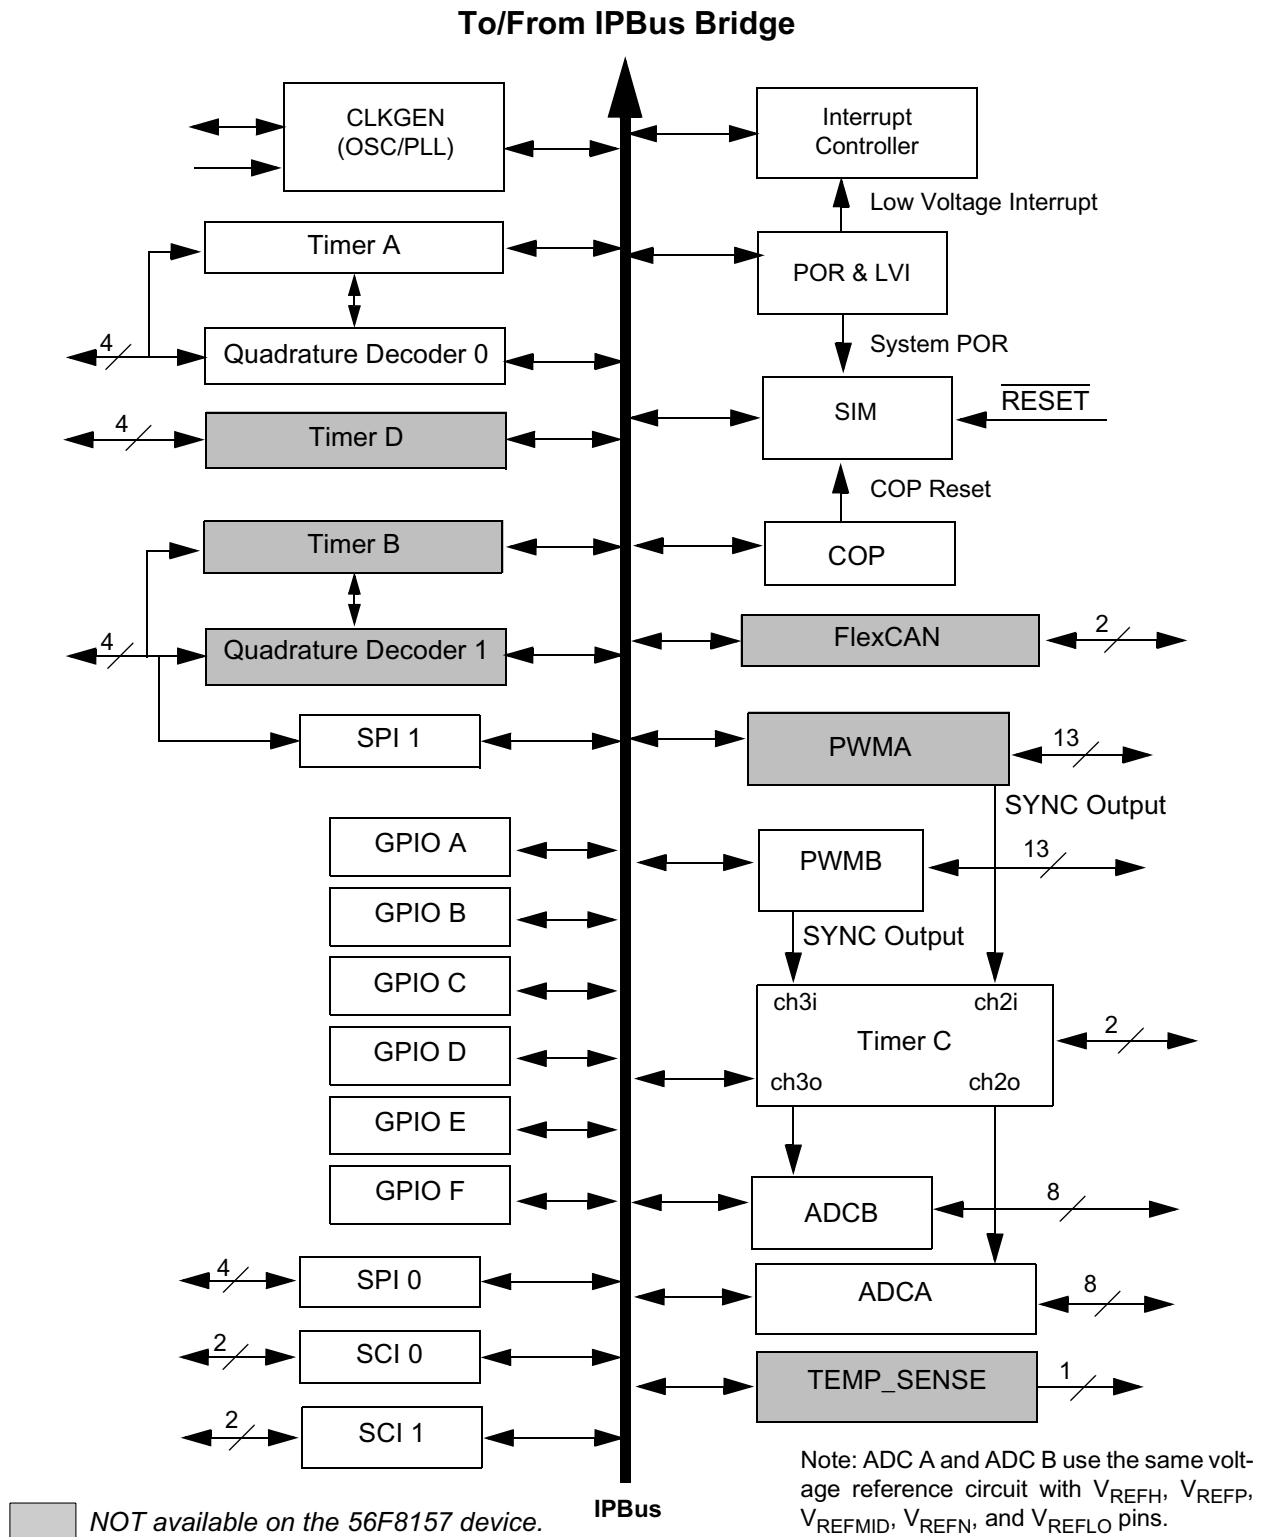 To/From IPBus Bridge
CLKGEN
(OSC/PLL)
Interrupt
Controller
Low Voltage Interrupt
Timer A
POR & LVI
4
Quadrature Decoder 0
System POR
SIM
RESET
4
Timer D
COP Reset
Timer B
COP
4
Quadrature Decoder 1
FlexCAN
2
SPI 1
PWMA
13
SYNC Output
GPIO A
PWMB
13
GPIO B
SYNC Output
GPIO C
ch3i
ch2i
GPIO D
Timer C
2
ch3o
ch2o
GPIO E
GPIO F
ADCB
8
4
SPI 0
ADCA
8
2
SCI 0
TEMP_SENSE
1
2
SCI 1
Note: ADC A and ADC B use the same volt-
age reference circuit with VREFH, VREFP,
VREFMID, VREFN, and VREFLO pins.
IPBus
NOT available on the 56F8157 device.